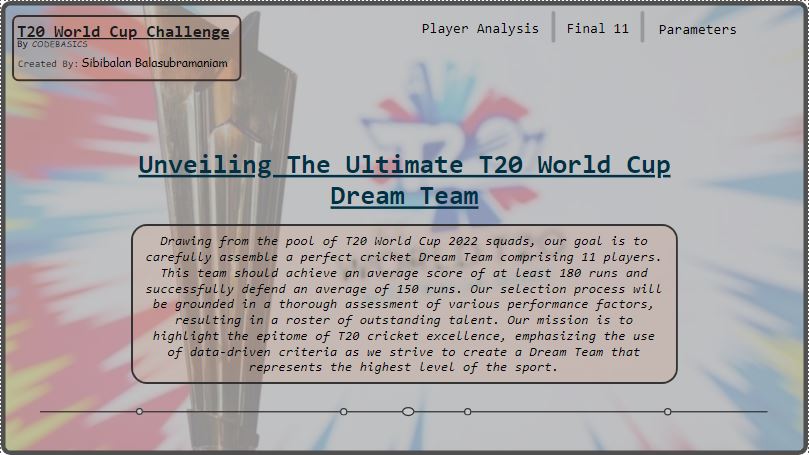 T20 World Cup Challenge
By CODEBASICS
Created By: Sibibalan Balasubramaniam
Player Analysis
Final 11
Parameters
T20
Unveiling The Ultimate T20 World Cup
Dream Team
Drawing from the pool of T20 World Cup 2022 squads, our goal is to
carefully assemble a perfect cricket Dream Team comprising 11 players.
This team should achieve an average score of at least 180 runs and
successfully defend an average of 150 runs. Our selection process will
be grounded in a thorough assessment of various performance factors,
resulting in a roster of outstanding talent. Our mission is to
highlight the epitome of T20 cricket excellence, emphasizing the use
of data-driven criteria as we strive to create a Dream Team that
represents the highest level of the sport.